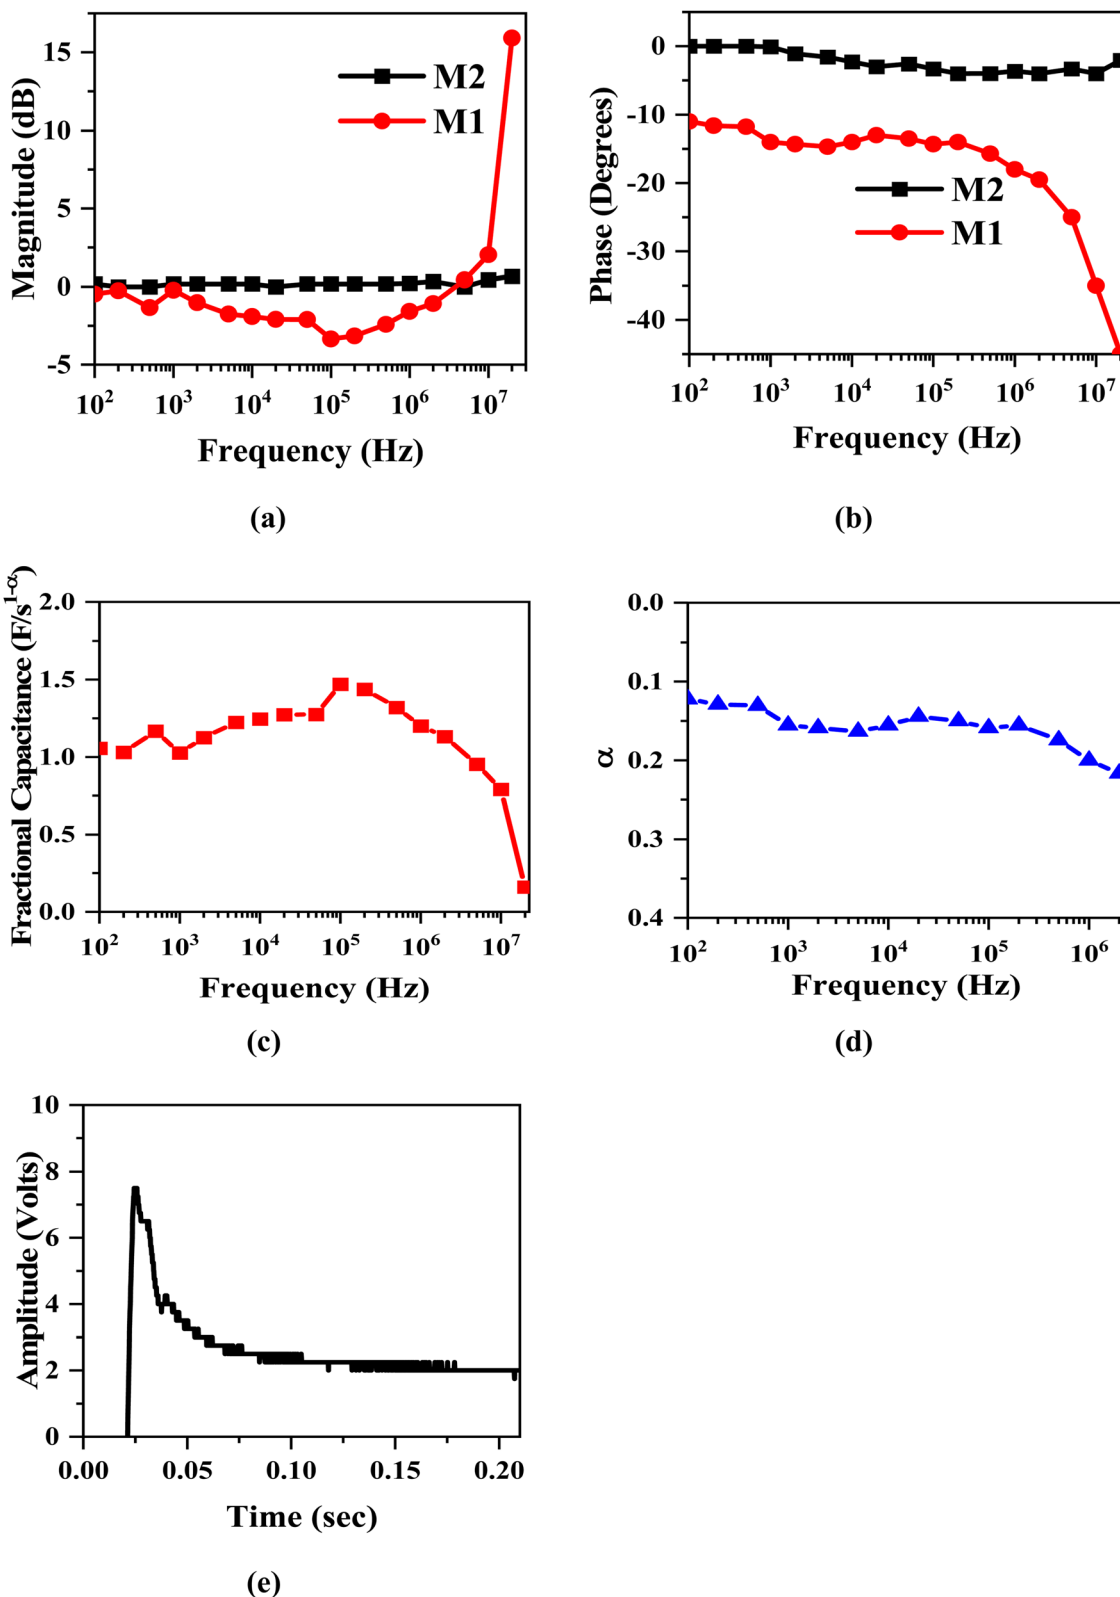 15
10
5
0
-5
Magnitude (dB)
M2
M1
10² 10³ 10⁴ 10⁵ 10⁶ 10⁷
Frequency (Hz)
(a)
0
-10
-20
-30
-40
Phase (Degrees)
M2
M1
10² 10³ 10⁴ 10⁵ 10⁶ 10⁷
Frequency (Hz)
(b)
2.0
1.5
1.0
0.5
0.0
Fractional Capacitance (F/s¹⁻ᵅ)
10² 10³ 10⁴ 10⁵ 10⁶ 10⁷
Frequency (Hz)
(c)
0.0
0.1
0.2
0.3
0.4
α
10² 10³ 10⁴ 10⁵ 10⁶
Frequency (Hz)
(d)
10
8
6
4
2
0
Amplitude (Volts)
0.00 0.05 0.10 0.15 0.20
Time (sec)
(e)